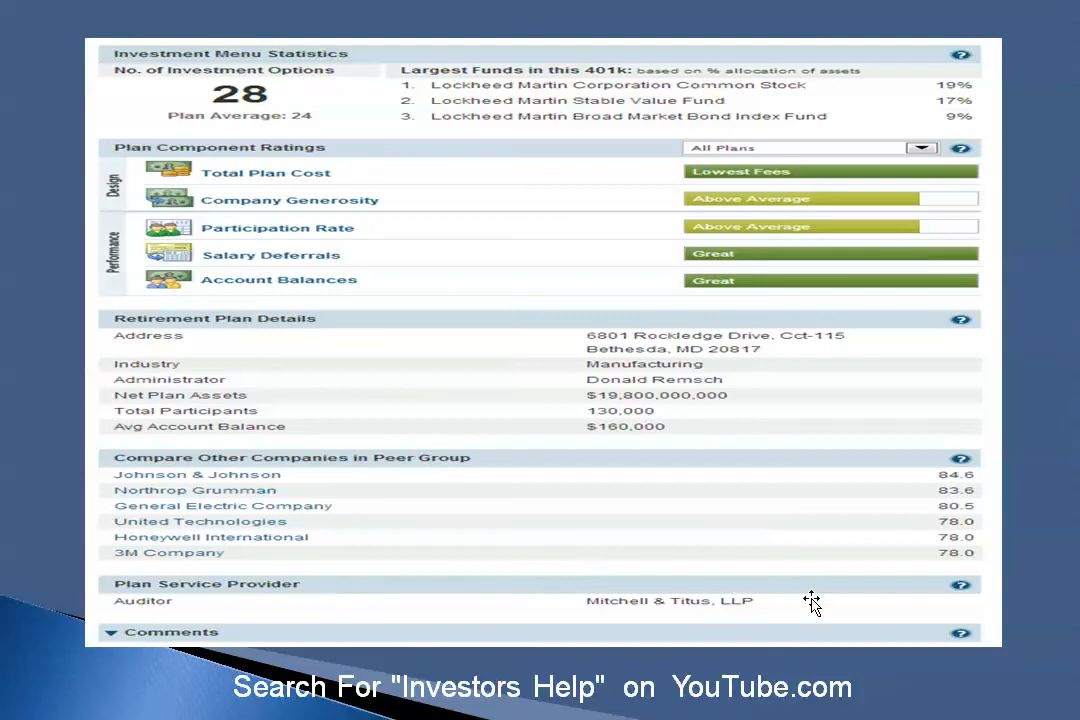 Investment Menu Statistics
No. of Investment Options
Largest Funds in this 401k: based on % allocation of assets
28
Plan Average: 24
1. Lockheed Martin Corporation Common Stock 19%
2. Lockheed Martin Stable Value Fund 17%
3. Lockheed Martin Broad Market Bond Index Fund 9%
Plan Component Ratings All Plans
Design
Total Plan Cost Lowest Fees
Company Generosity Above Average
Performance
Participation Rate Above Average
Salary Deferrals Great
Account Balances Great
Retirement Plan Details
Address 6801 Rockledge Drive, Cct-115
Bethesda, MD 20817
Industry Manufacturing
Administrator Donald Remsch
Net Plan Assets $19,800,000,000
Total Participants 130,000
Avg Account Balance $160,000
Compare Other Companies in Peer Group
Johnson & Johnson 84.6
Northrop Grumman 83.6
General Electric Company 80.5
United Technologies 78.0
Honeywell International 78.0
3M Company 78.0
Plan Service Provider
Auditor Mitchell & Titus, LLP
Comments
Search For "Investors Help" on YouTube.com